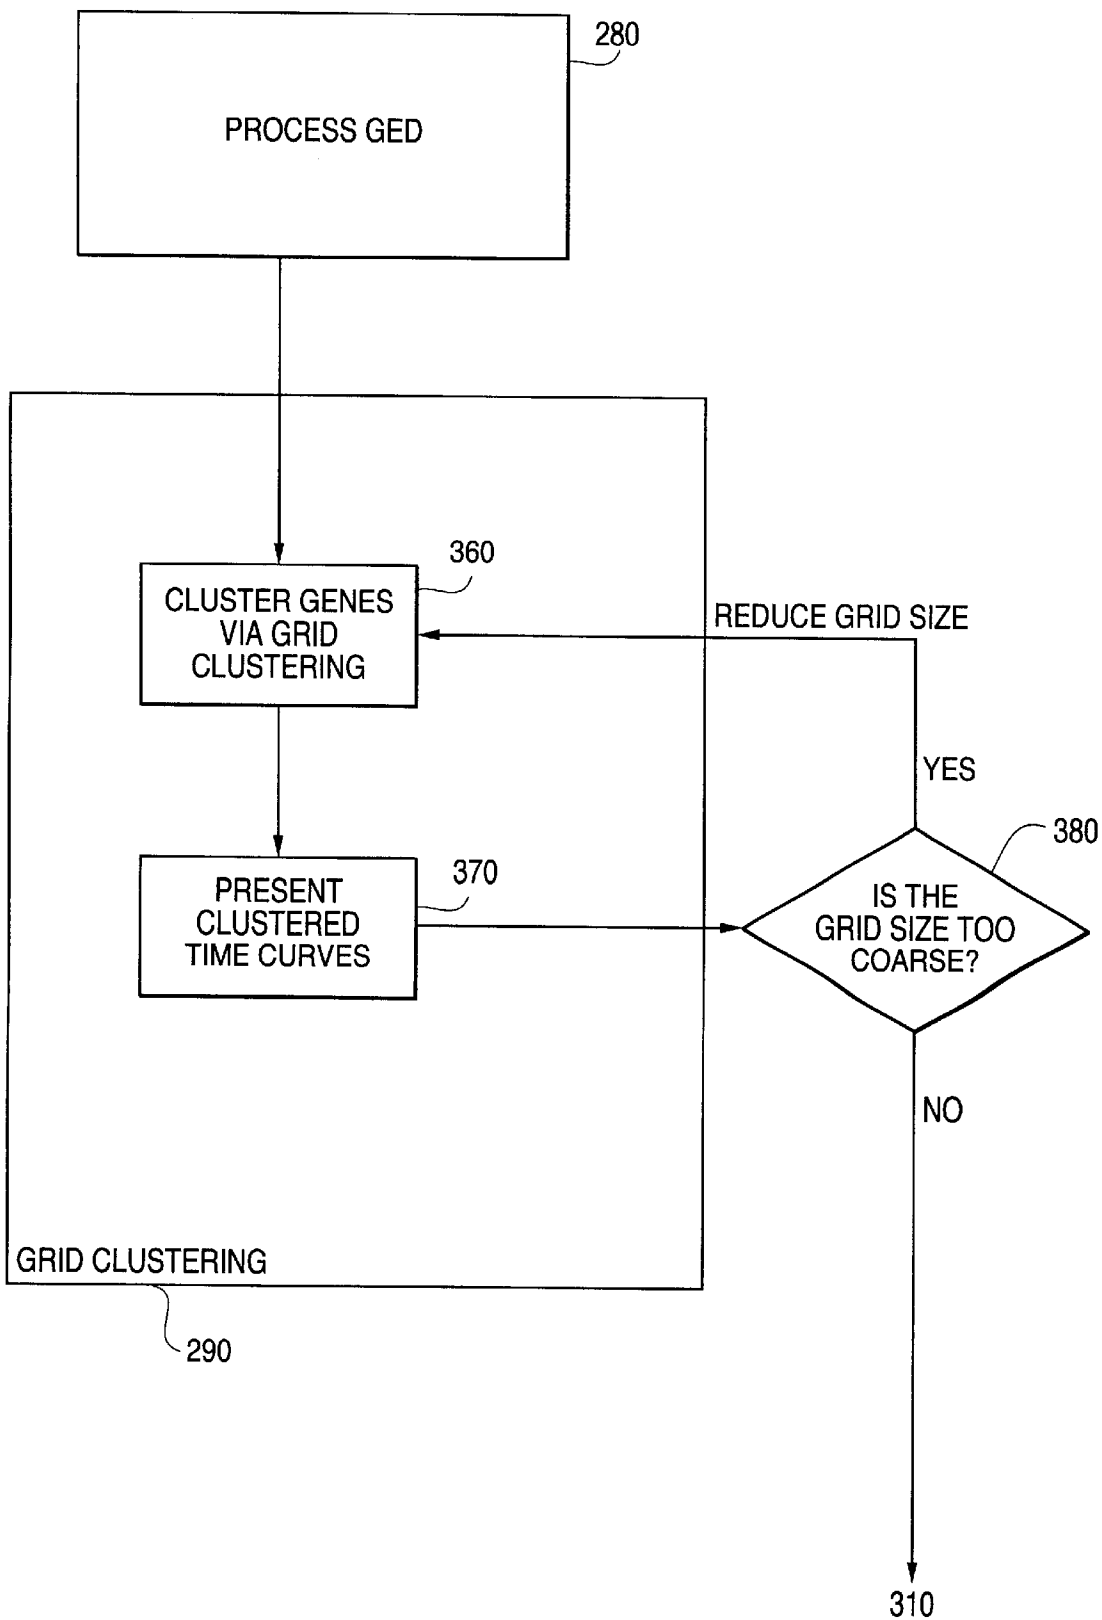 280
PROCESS GED
360
CLUSTER GENES
VIA GRID
CLUSTERING
REDUCE GRID SIZE
YES
380
370
PRESENT
CLUSTERED
TIME CURVES
IS THE
GRID SIZE TOO
COARSE?
NO
GRID CLUSTERING
290
310